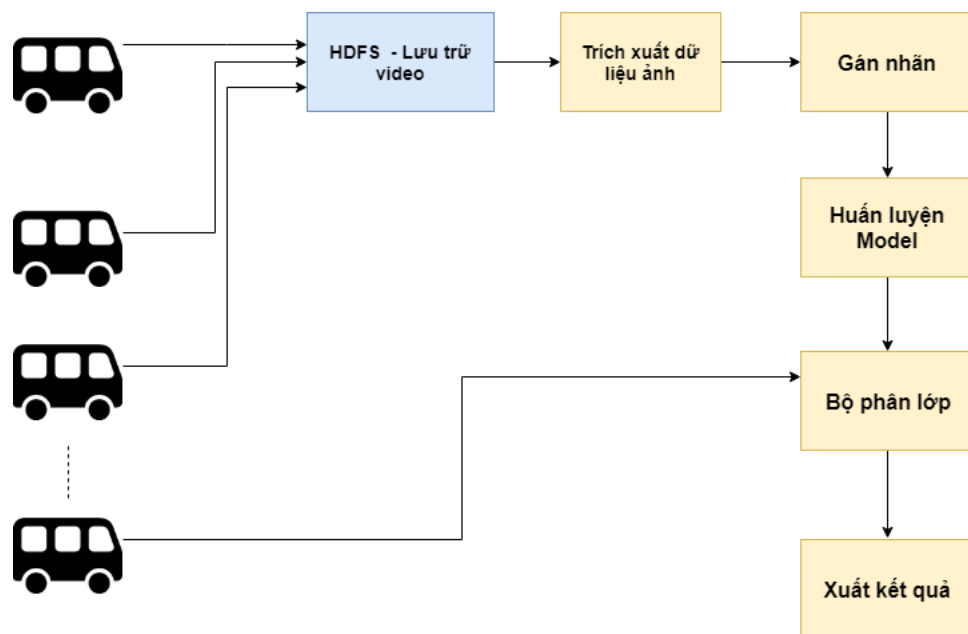 HDFS - Lưu trữ
video
Trích xuất dữ
liệu ảnh
Gán nhãn
Huấn luyện
Model
Bộ phân lớp
Xuất kết quả